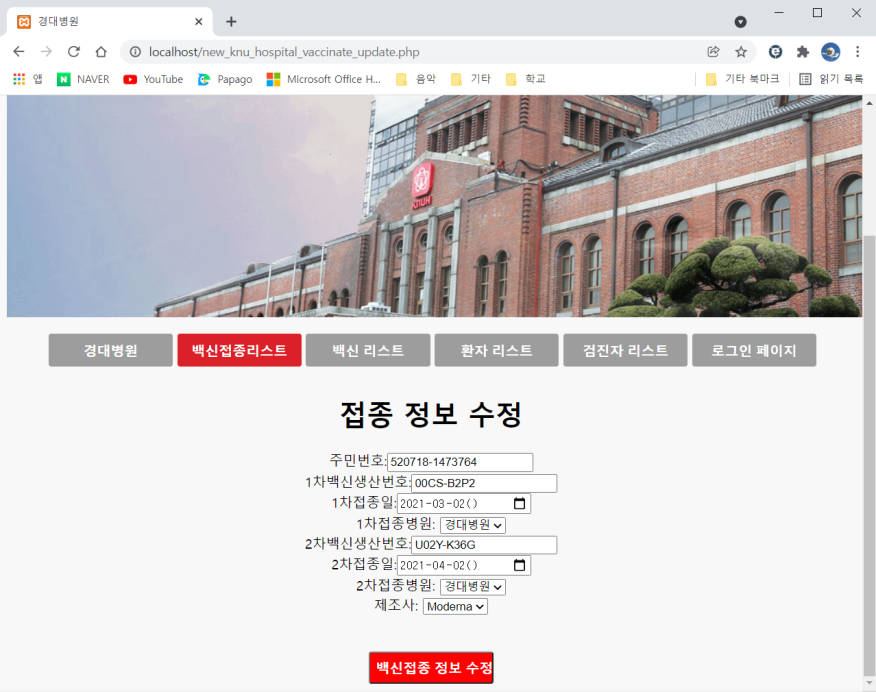 경대병원
localhost/new_knu_hospital_vaccinate_update.php
앱 NAVER YouTube Papago Microsoft Office H... 음악 기타 학교 기타 북마크 읽기 목록
KNUH
경대병원 백신접종리스트 백신 리스트 환자 리스트 검진자 리스트 로그인 페이지
접종 정보 수정
주민번호:520718-1473764
1차백신생산번호:00CS-B2P2
1차접종일:2021-03-02()
1차접종병원: 경대병원
2차백신생산번호:U02Y-K36G
2차접종일:2021-04-02()
2차접종병원: 경대병원
제조사: Moderna
백신접종 정보 수정